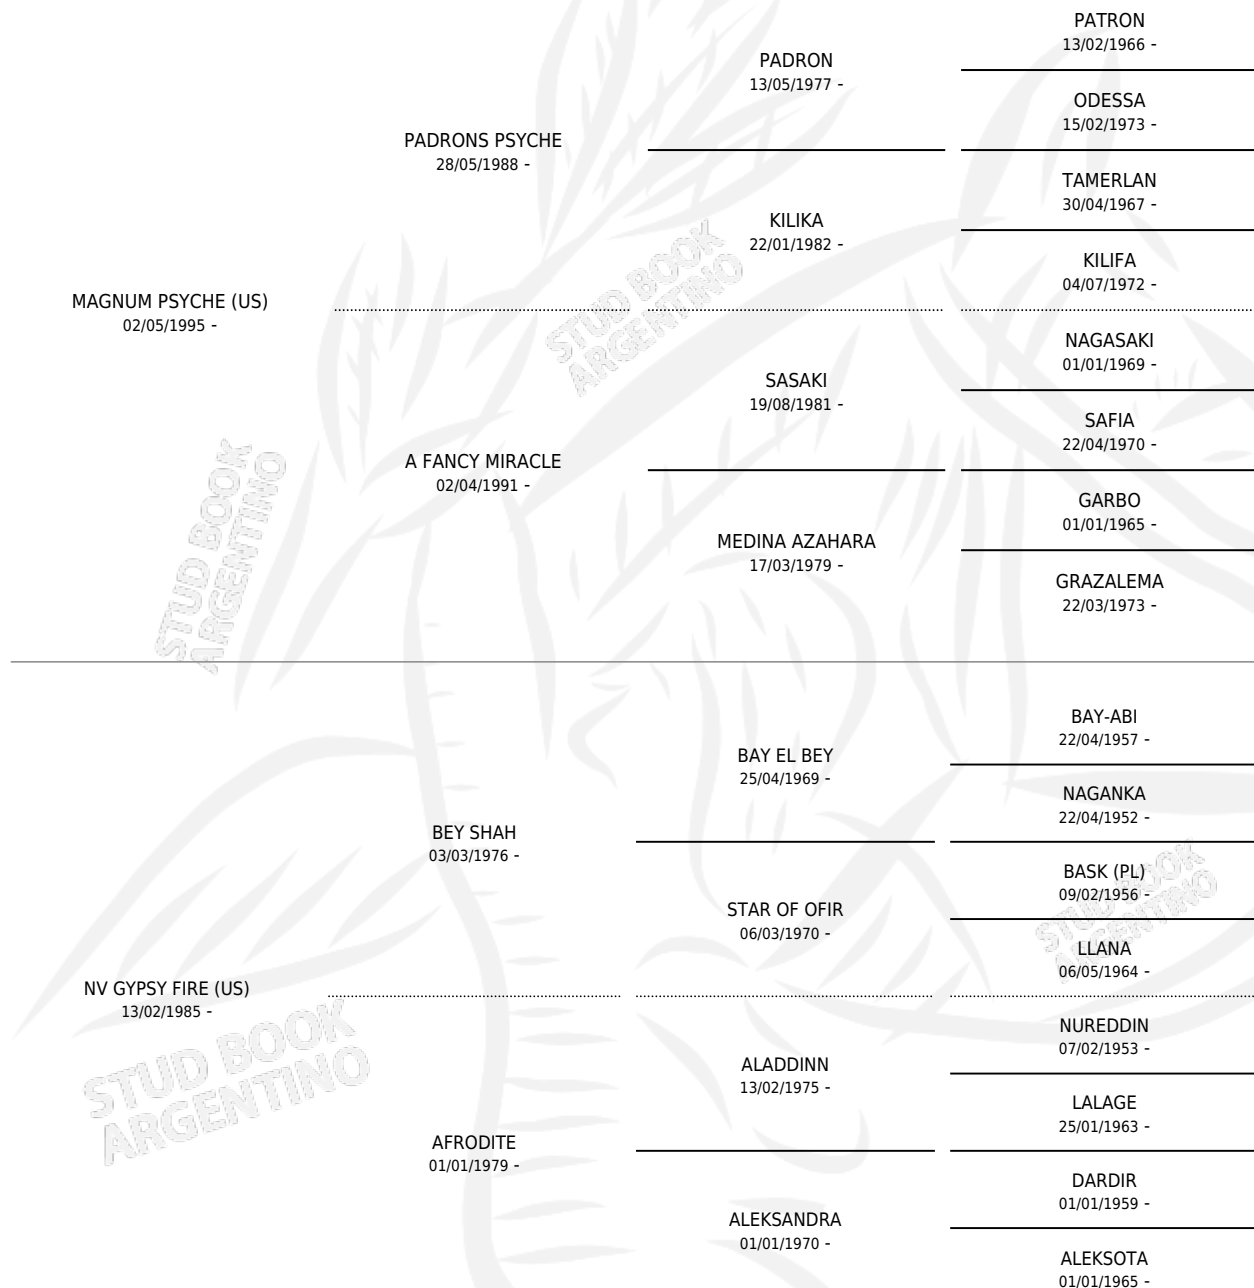 PATRON
13/02/1966 -
PADRON
13/05/1977 -
ODESSA
15/02/1973 -
PADRONS PSYCHE
28/05/1988 -
TAMERLAN
30/04/1967 -
KILIKA
22/01/1982 -
KILIFA
04/07/1972 -
MAGNUM PSYCHE (US)
02/05/1995 -
NAGASAKI
01/01/1969 -
SASAKI
19/08/1981 -
SAFIA
22/04/1970 -
A FANCY MIRACLE
02/04/1991 -
GARBO
01/01/1965 -
MEDINA AZAHARA
17/03/1979 -
GRAZALEMA
22/03/1973 -
BAY-ABI
22/04/1957 -
BAY EL BEY
25/04/1969 -
NAGANKA
22/04/1952 -
BEY SHAH
03/03/1976 -
BASK (PL)
09/02/1956 -
STAR OF OFIR
06/03/1970 -
LLANA
06/05/1964 -
NV GYPSY FIRE (US)
13/02/1985 -
NUREDDIN
07/02/1953 -
ALADDINN
13/02/1975 -
LALAGE
25/01/1963 -
AFRODITE
01/01/1979 -
DARDIR
01/01/1959 -
ALEKSANDRA
01/01/1970 -
ALEKSOTA
01/01/1965 -
STUD BOOK
ARGENTINO
STUD BOOK
ARGENTINO
STUD BOOK
ARGENTINO
STUD BOOK
ARGENTINO